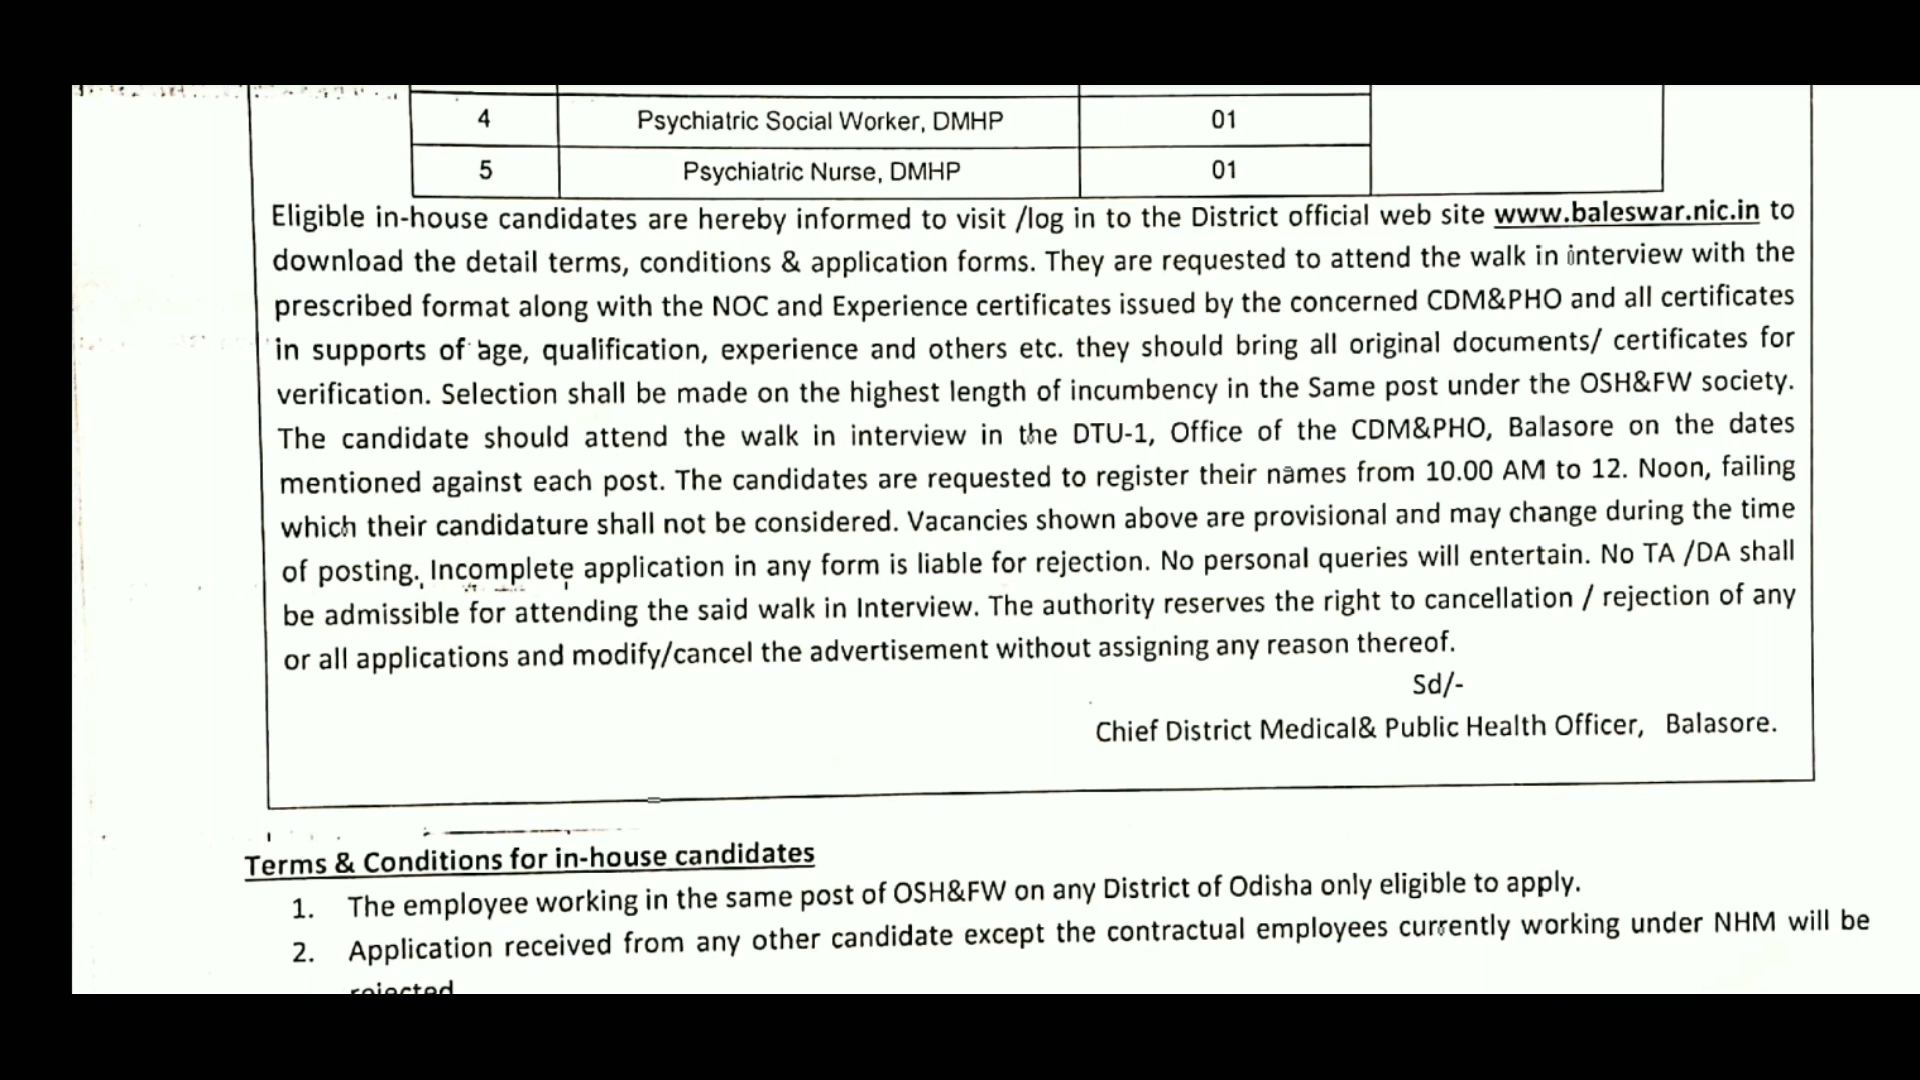 4 Psychiatric Social Worker, DMHP 01
5 Psychiatric Nurse, DMHP 01
Eligible in-house candidates are hereby informed to visit /log in to the District official web site www.baleswar.nic.in to
download the detail terms, conditions & application forms. They are requested to attend the walk in interview with the
prescribed format along with the NOC and Experience certificates issued by the concerned CDM&PHO and all certificates
in supports of age, qualification, experience and others etc. they should bring all original documents/ certificates for
verification. Selection shall be made on the highest length of incumbency in the Same post under the OSH&FW society.
The candidate should attend the walk in interview in the DTU-1, Office of the CDM&PHO, Balasore on the dates
mentioned against each post. The candidates are requested to register their names from 10.00 AM to 12. Noon, failing
which their candidature shall not be considered. Vacancies shown above are provisional and may change during the time
of posting. Incomplete application in any form is liable for rejection. No personal queries will entertain. No TA /DA shall
be admissible for attending the said walk in Interview. The authority reserves the right to cancellation / rejection of any
or all applications and modify/cancel the advertisement without assigning any reason thereof.
Sd/-
Chief District Medical& Public Health Officer, Balasore.
Terms & Conditions for in-house candidates
1. The employee working in the same post of OSH&FW on any District of Odisha only eligible to apply.
2. Application received from any other candidate except the contractual employees currently working under NHM will be
rejected